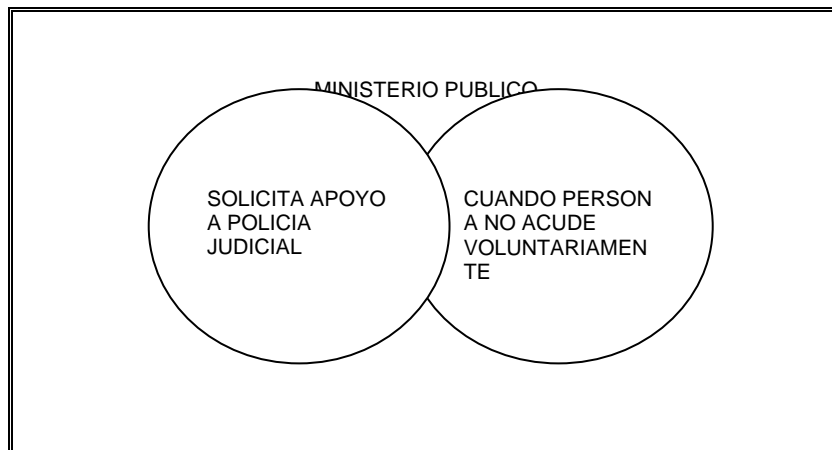 MINISTERIO PUBLICO
SOLICITA APOYO
A POLICIA
JUDICIAL
CUANDO PERSON
A NO ACUDE
VOLUNTARIAMEN
TE